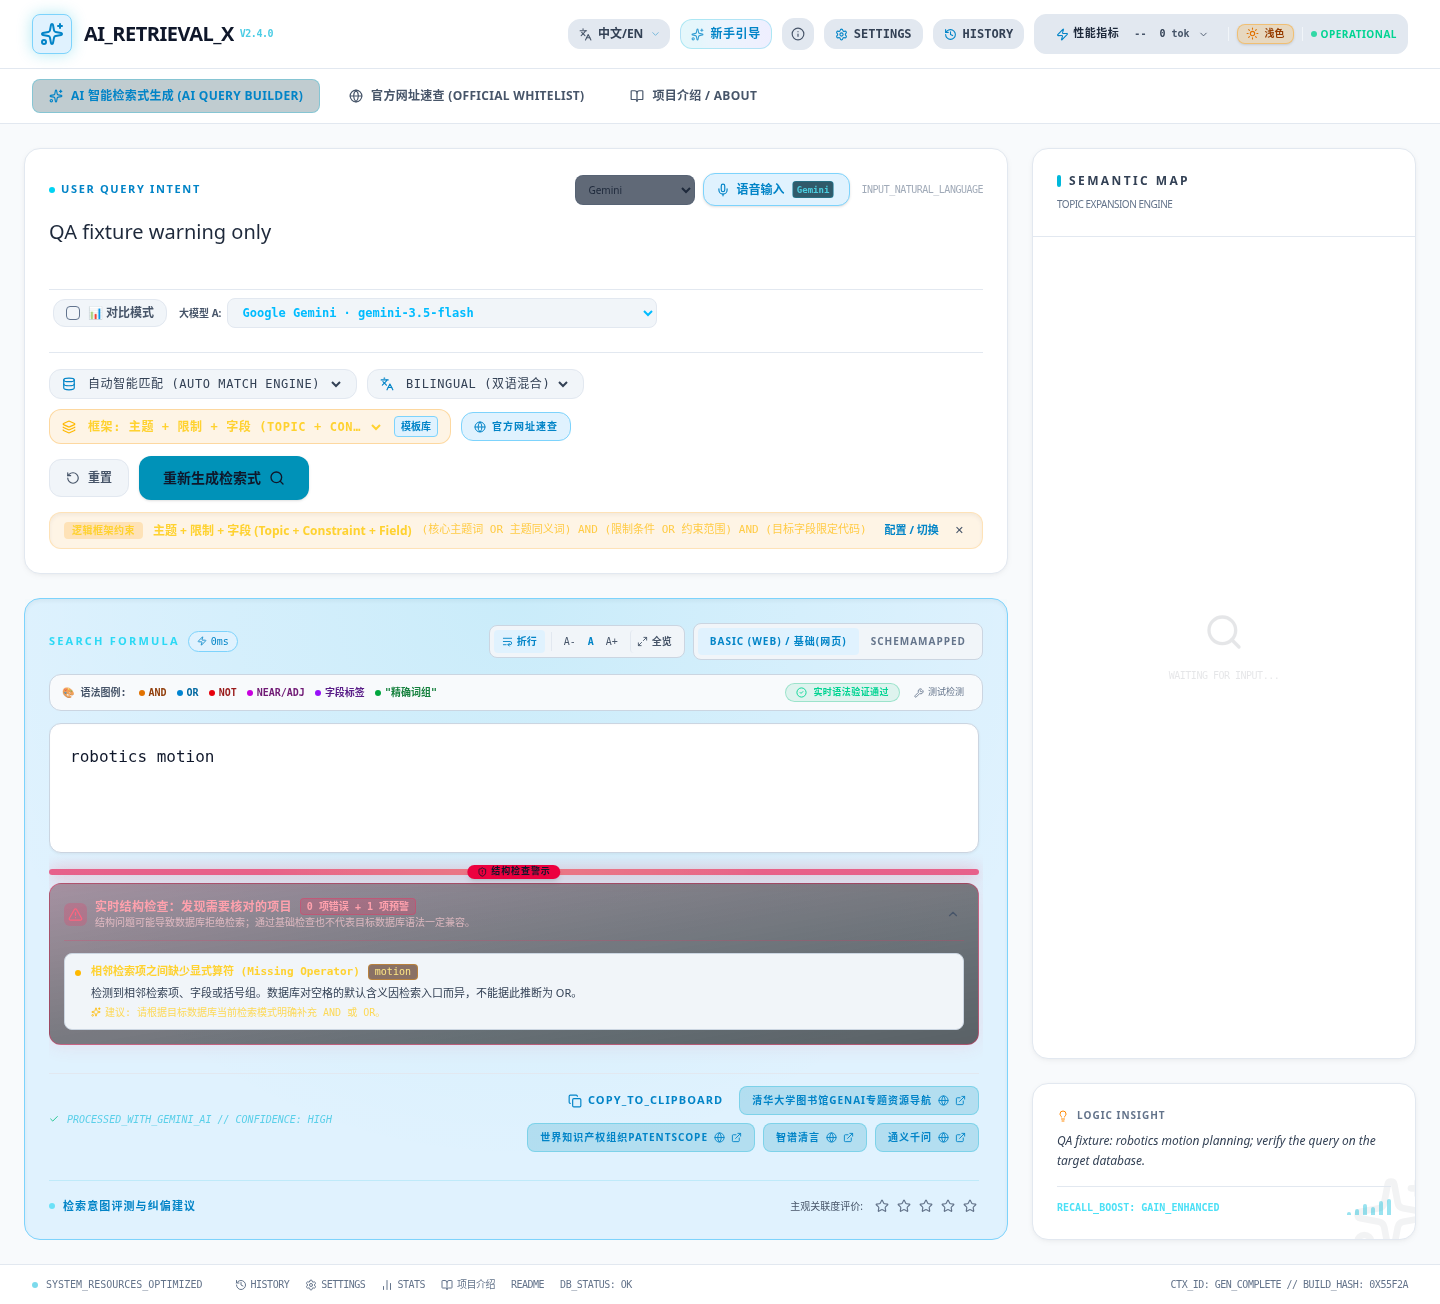 AI_RETRIEVAL_X V2.4.0
中文/EN
新手引导
SETTINGS
HISTORY
性能指标 -- 0 tok
浅色
OPERATIONAL
AI 智能检索式生成 (AI QUERY BUILDER)
官方网址速查 (OFFICIAL WHITELIST)
项目介绍 / ABOUT
USER QUERY INTENT
Gemini
语音输入 Gemini
INPUT_NATURAL_LANGUAGE
QA fixture warning only
📊 对比模式
大模型 A:
Google Gemini · gemini-3.5-flash
自动智能匹配 (AUTO MATCH ENGINE)
BILINGUAL (双语混合)
框架: 主题 + 限制 + 字段 (TOPIC + CON…
模板库
官方网址速查
重置
重新生成检索式
逻辑框架约束 主题 + 限制 + 字段 (Topic + Constraint + Field) (核心主题词 OR 主题同义词) AND (限制条件 OR 约束范围) AND (目标字段限定代码) 配置 / 切换 ×
SEMANTIC MAP
TOPIC EXPANSION ENGINE
WAITING FOR INPUT...
SEARCH FORMULA
0ms
折行
A- A A+
全览
BASIC (WEB) / 基础(网页)
SCHEMAMAPPED
🎨 语法图例: AND OR NOT NEAR/ADJ 字段标签 "精确词组"
实时语法验证通过
测试检测
robotics motion
结构检查警示
实时结构检查: 发现需要核对的项目 0 项错误 + 1 项预警
结构问题可能导致数据库拒绝检索; 通过基础检查也不代表目标数据库语法一定兼容。
相邻检索项之间缺少显式算符 (Missing Operator) motion
检测到相邻检索项、字段或括号组。数据库对空格的默认含义因检索入口而异，不能据此推断为 OR。
建议: 请根据目标数据库当前检索模式明确补充 AND 或 OR。
PROCESSED_WITH_GEMINI_AI // CONFIDENCE: HIGH
COPY_TO_CLIPBOARD
清华大学图书馆GENAI专题资源导航
世界知识产权组织PATENTSCOPE
智谱清言
通义千问
检索意图评测与纠偏建议
主观关联度评价:
LOGIC INSIGHT
QA fixture: robotics motion planning; verify the query on the
target database.
RECALL_BOOST: GAIN_ENHANCED
SYSTEM_RESOURCES_OPTIMIZED
HISTORY
SETTINGS
STATS
项目介绍
README
DB_STATUS: OK
CTX_ID: GEN_COMPLETE // BUILD_HASH: 0X55F2A